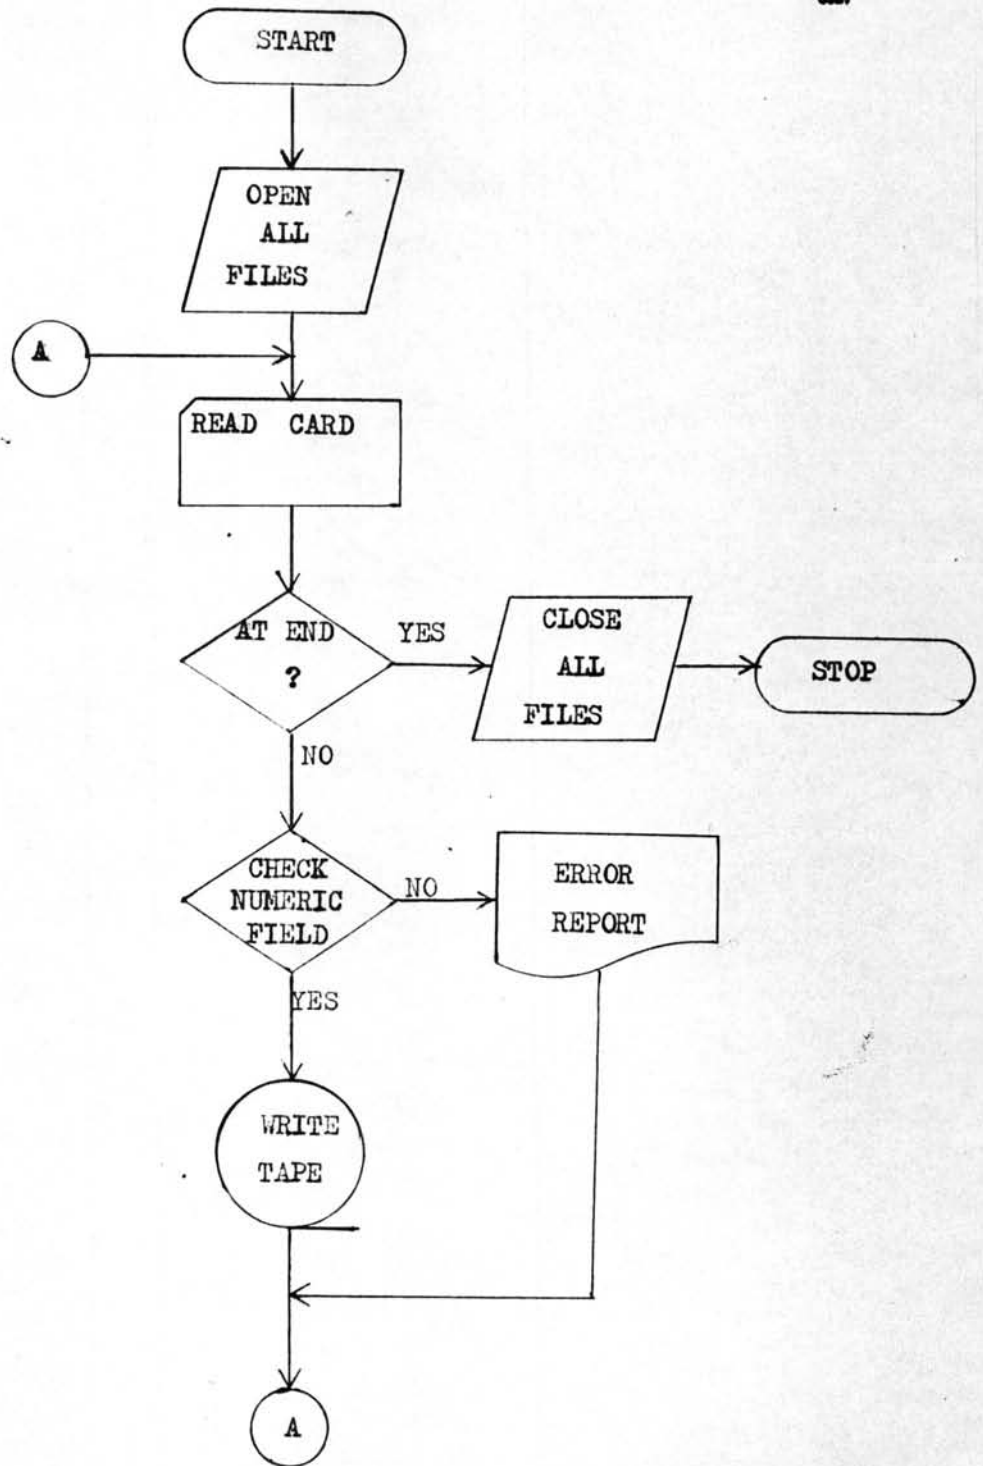 START
OPEN
ALL
FILES
A
READ CARD
AT END
?
YES
CLOSE
ALL
FILES
STOP
NO
CHECK
NUMERIC
FIELD
NO
ERROR
REPORT
YES
WRITE
TAPE
A